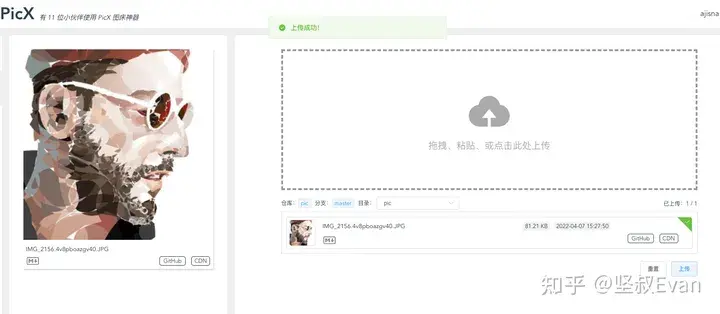 PicX 有 11 位小伙伴使用 PicX 图床神器
上传成功!
ajisna
拖拽、粘贴、或点击此处上传
仓库: pic 分支: master 目录: pic
已上传: 1 / 1
IMG_2156.4v8pboazgv40.JPG 81.21 KB 2022-04-07 15:27:50
M↓ GitHub CDN
IMG_2156.4v8pboazgv40.JPG
M↓ GitHub CDN
重置 上传
知乎 @坚叔Evan